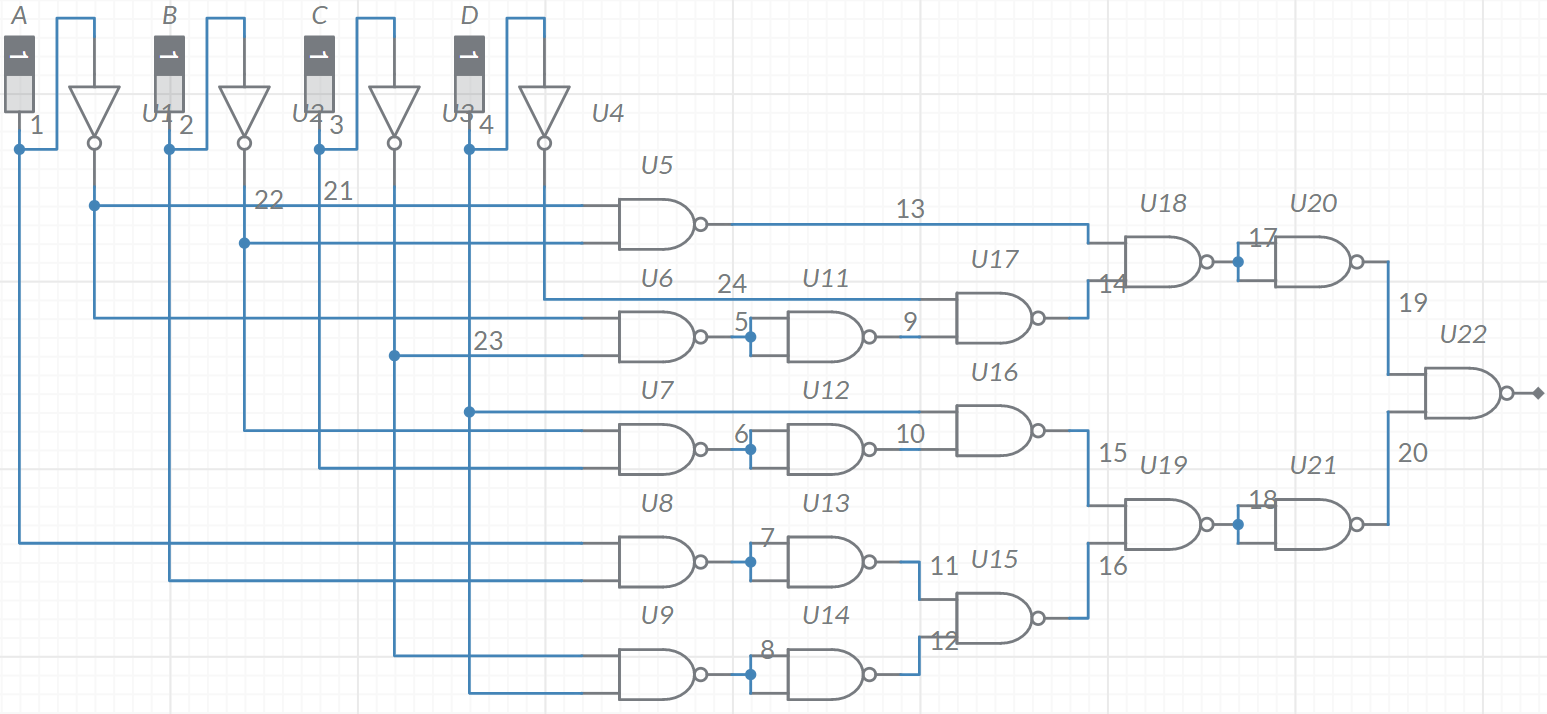 A B C D
1 1 1 1
U1 U2 U3 U4
1 2 3 4
U5
22 21
13 U18 U20
U6 U11 U17
24 14 17
5 9 19
23 U22
U7 U12 U16
6 10 15 20
U19 U21
U8 U13 18
7
11 U15 16
U9 U14
8 12